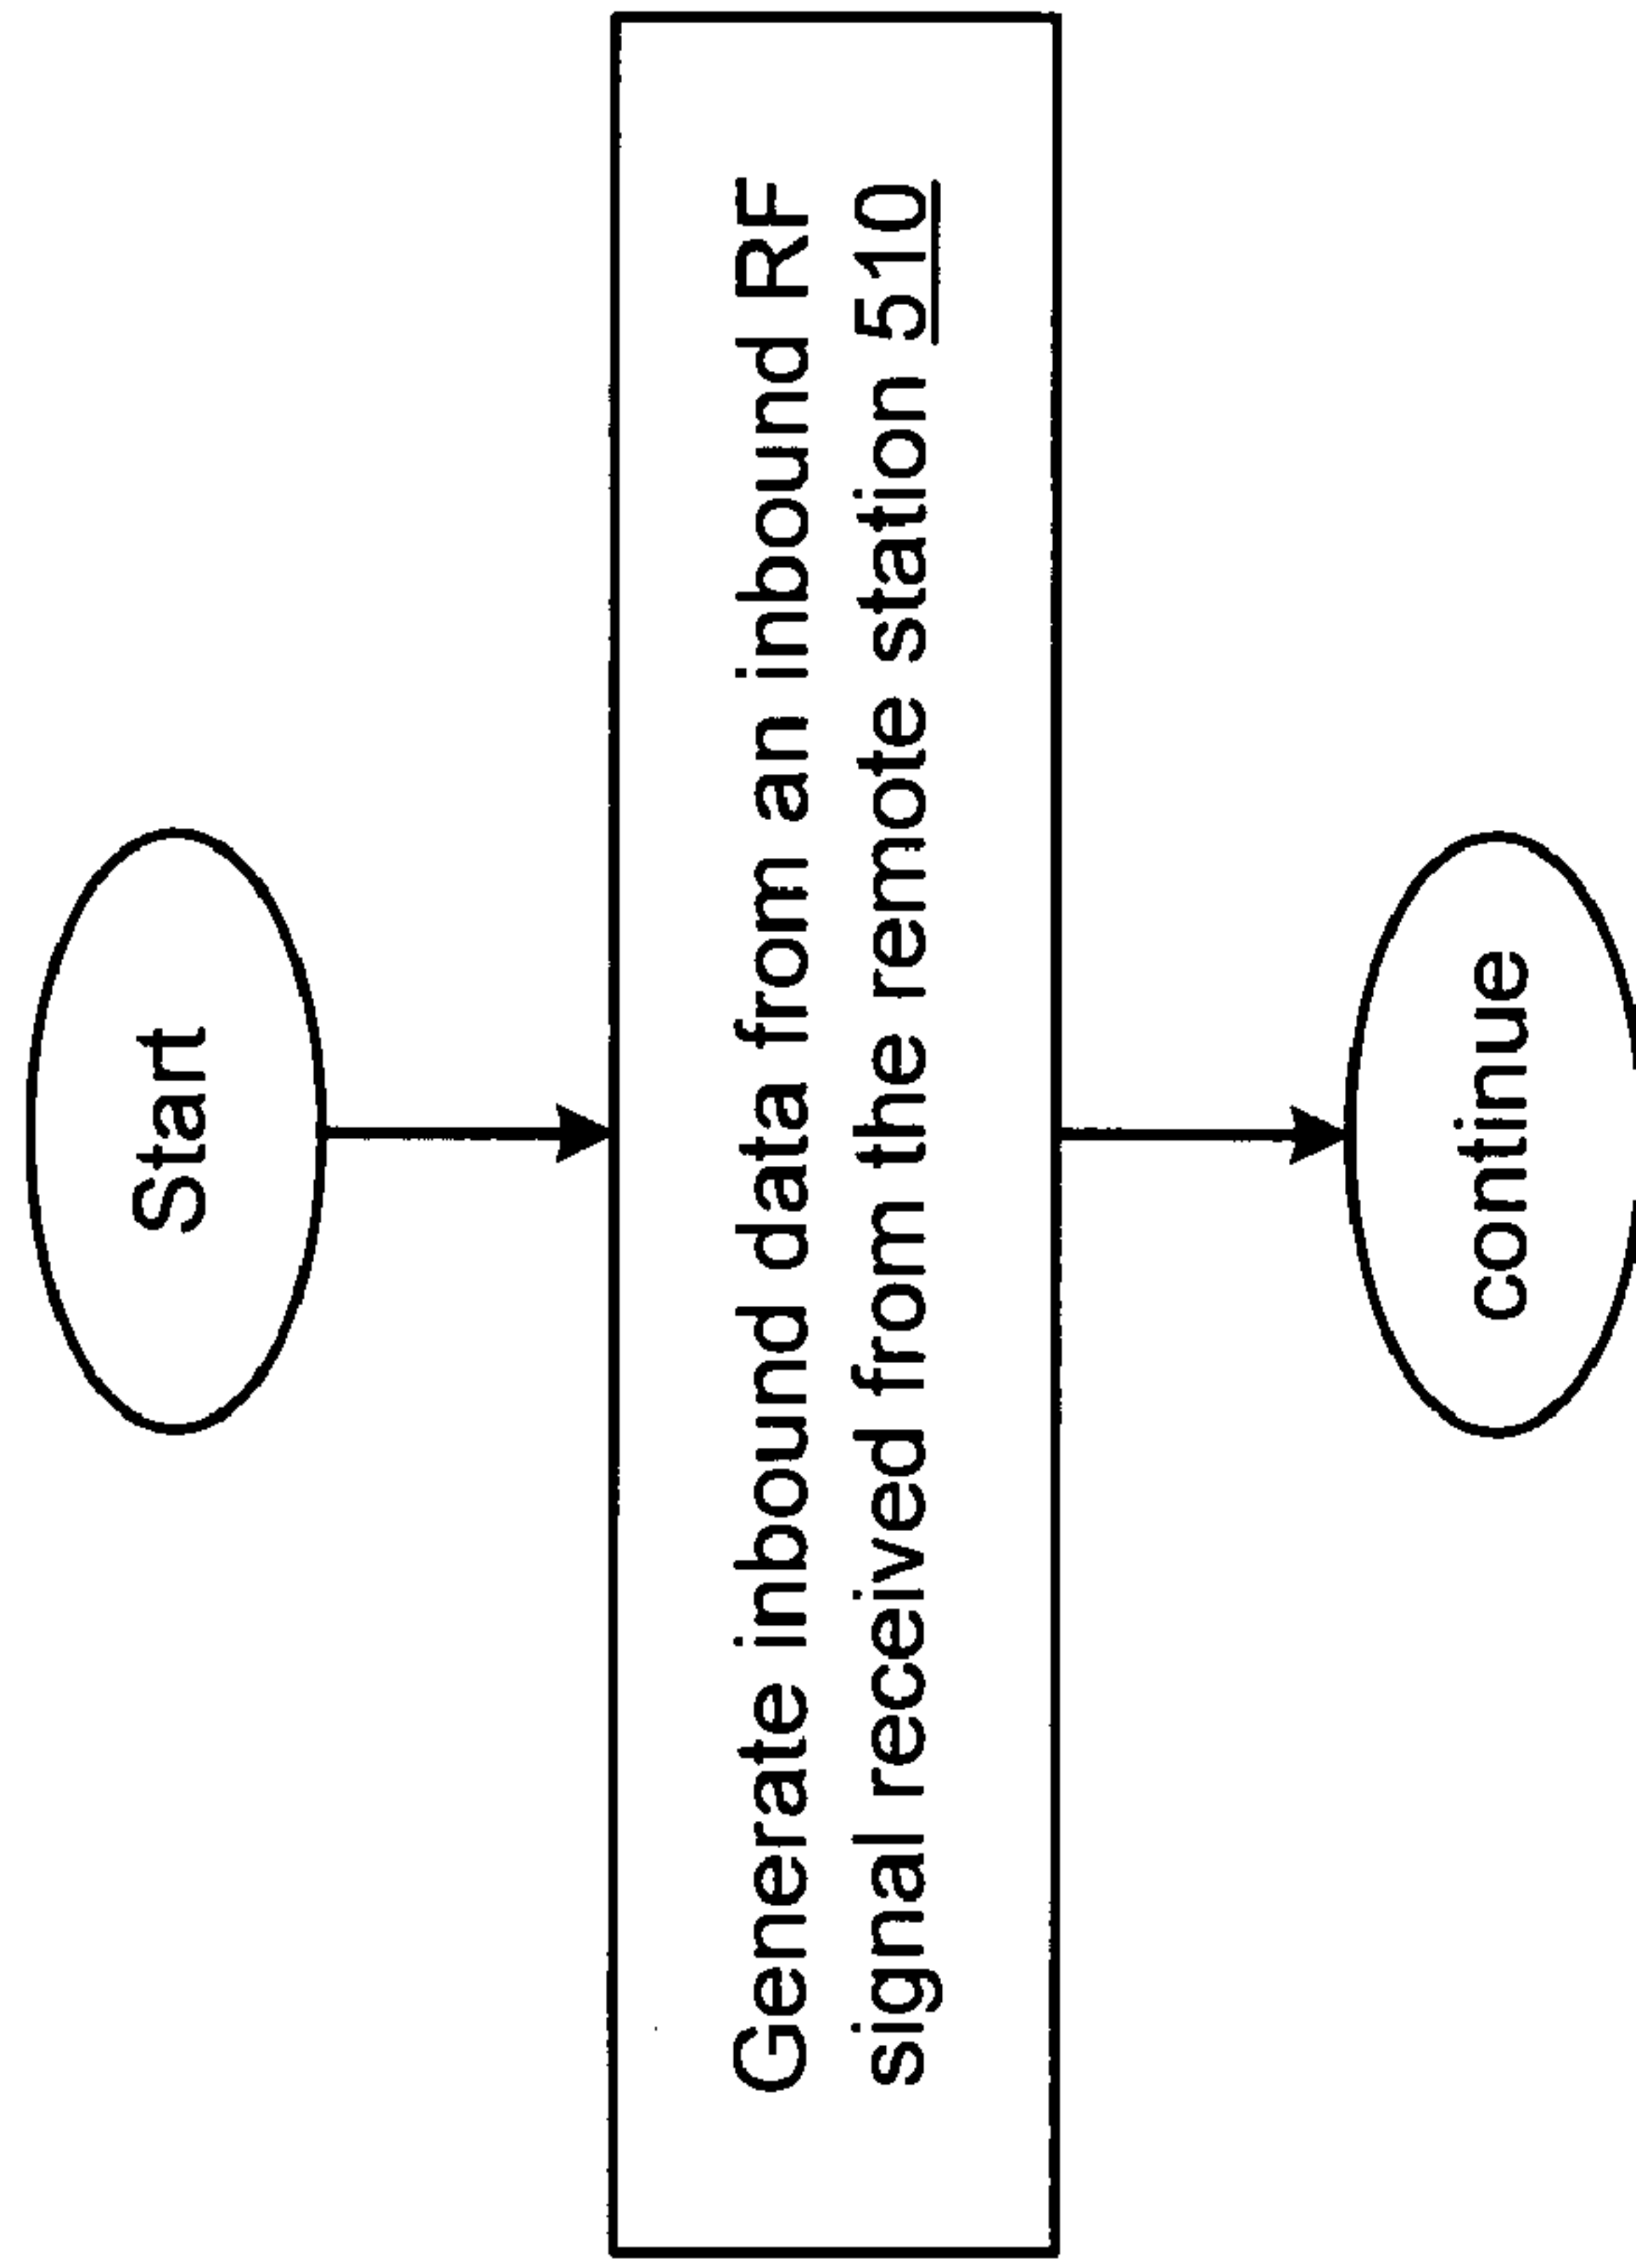 Start
Generate inbound data from an inbound RF
signal received from the remote station 510
continue